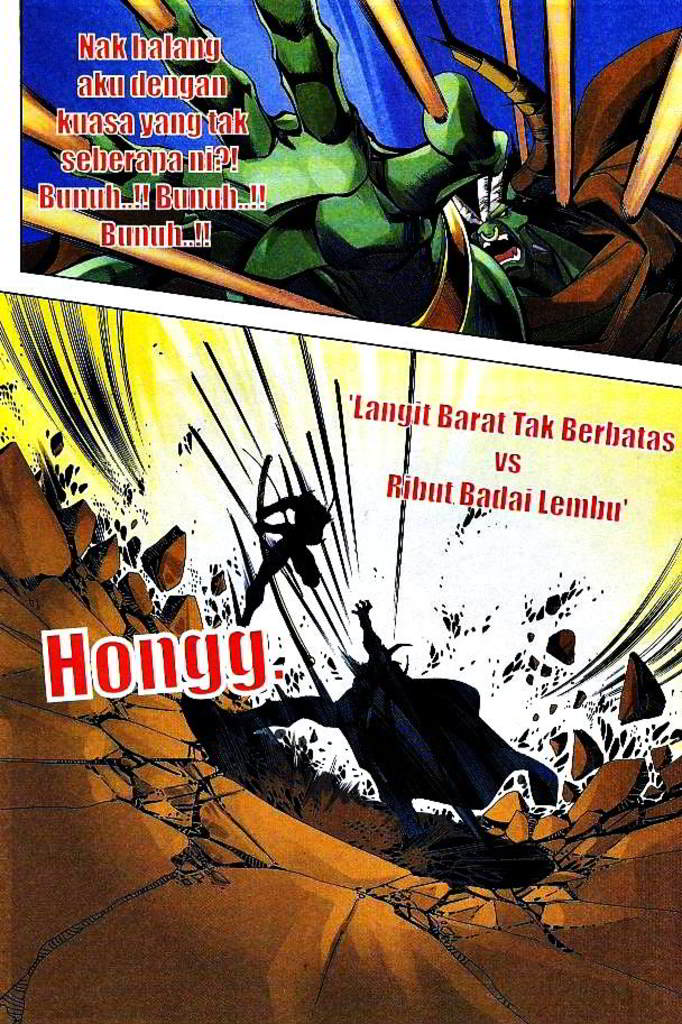 Nak halang
aku dengan
kuasa yang tak
seberapa ni?!
Bunuh..!! Bunuh..!!
Bunuh..!!
'Langit Barat Tak Berbatas
vs
Ribut Badai Lembu'
Hongg.